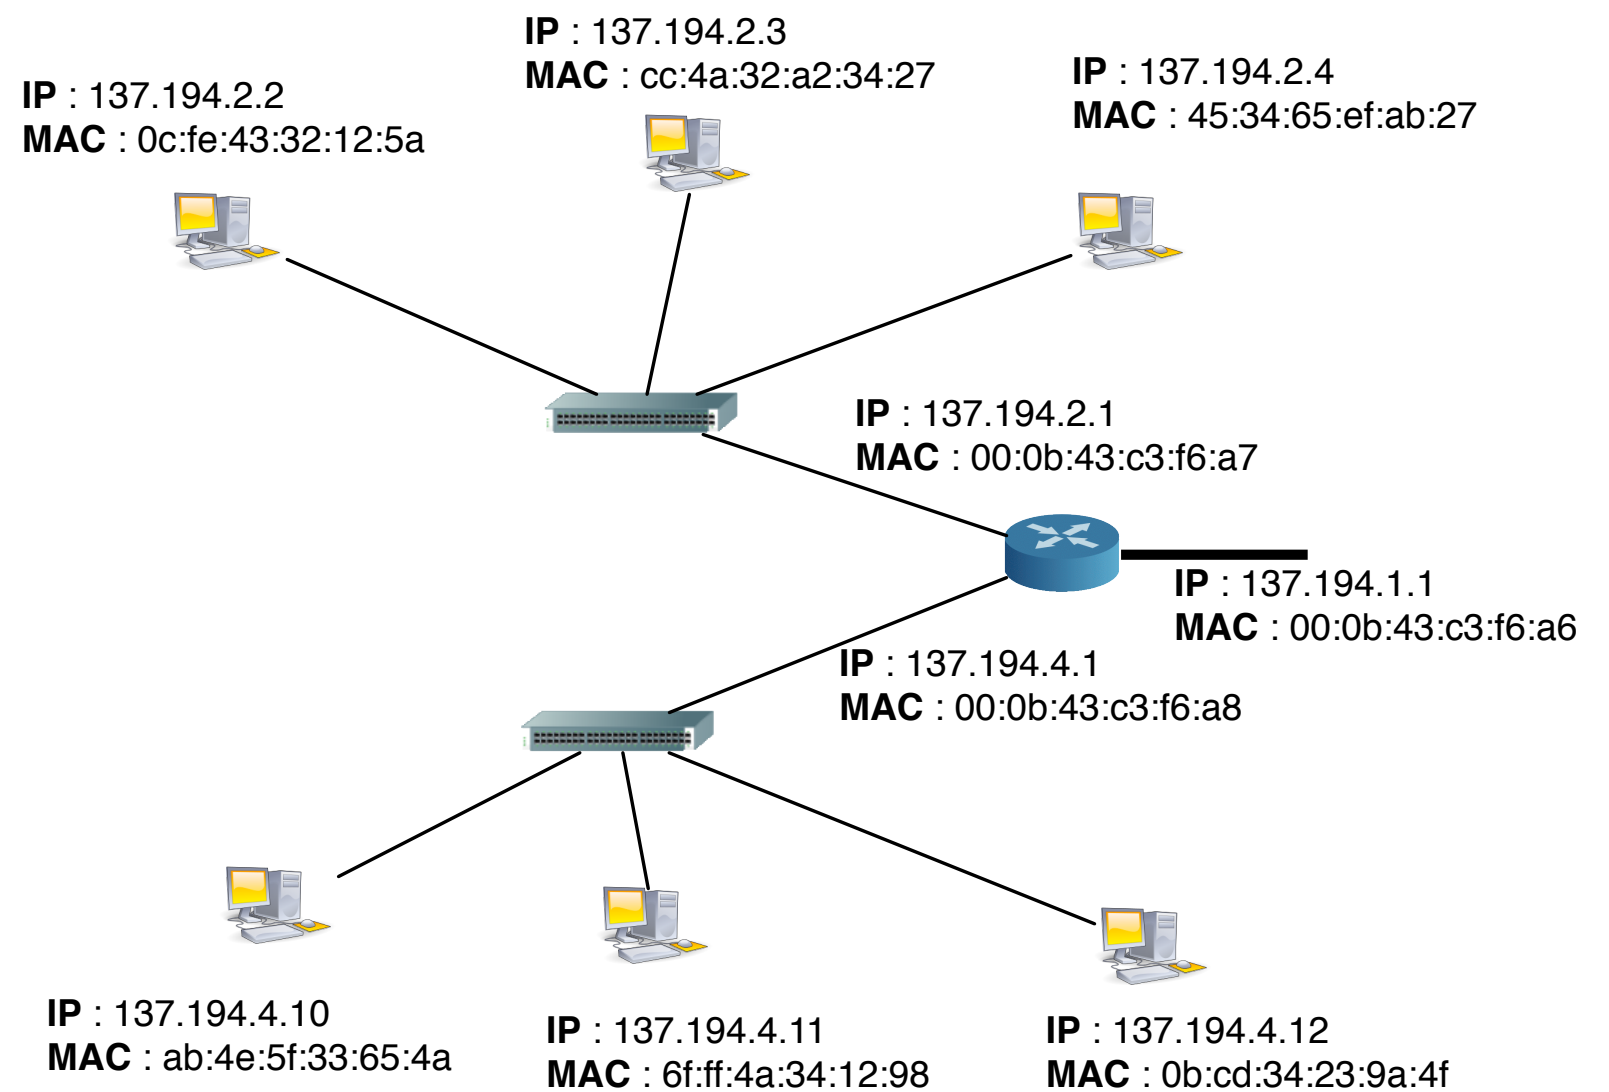 IP : 137.194.2.3
MAC : cc:4a:32:a2:34:27
IP : 137.194.2.4
MAC : 45:34:65:ef:ab:27
IP : 137.194.2.2
MAC : 0c:fe:43:32:12:5a
IP : 137.194.2.1
MAC : 00:0b:43:c3:f6:a7
IP : 137.194.1.1
MAC : 00:0b:43:c3:f6:a6
IP : 137.194.4.1
MAC : 00:0b:43:c3:f6:a8
IP : 137.194.4.10
MAC : ab:4e:5f:33:65:4a
IP : 137.194.4.11
MAC : 6f:ff:4a:34:12:98
IP : 137.194.4.12
MAC : 0b:cd:34:23:9a:4f